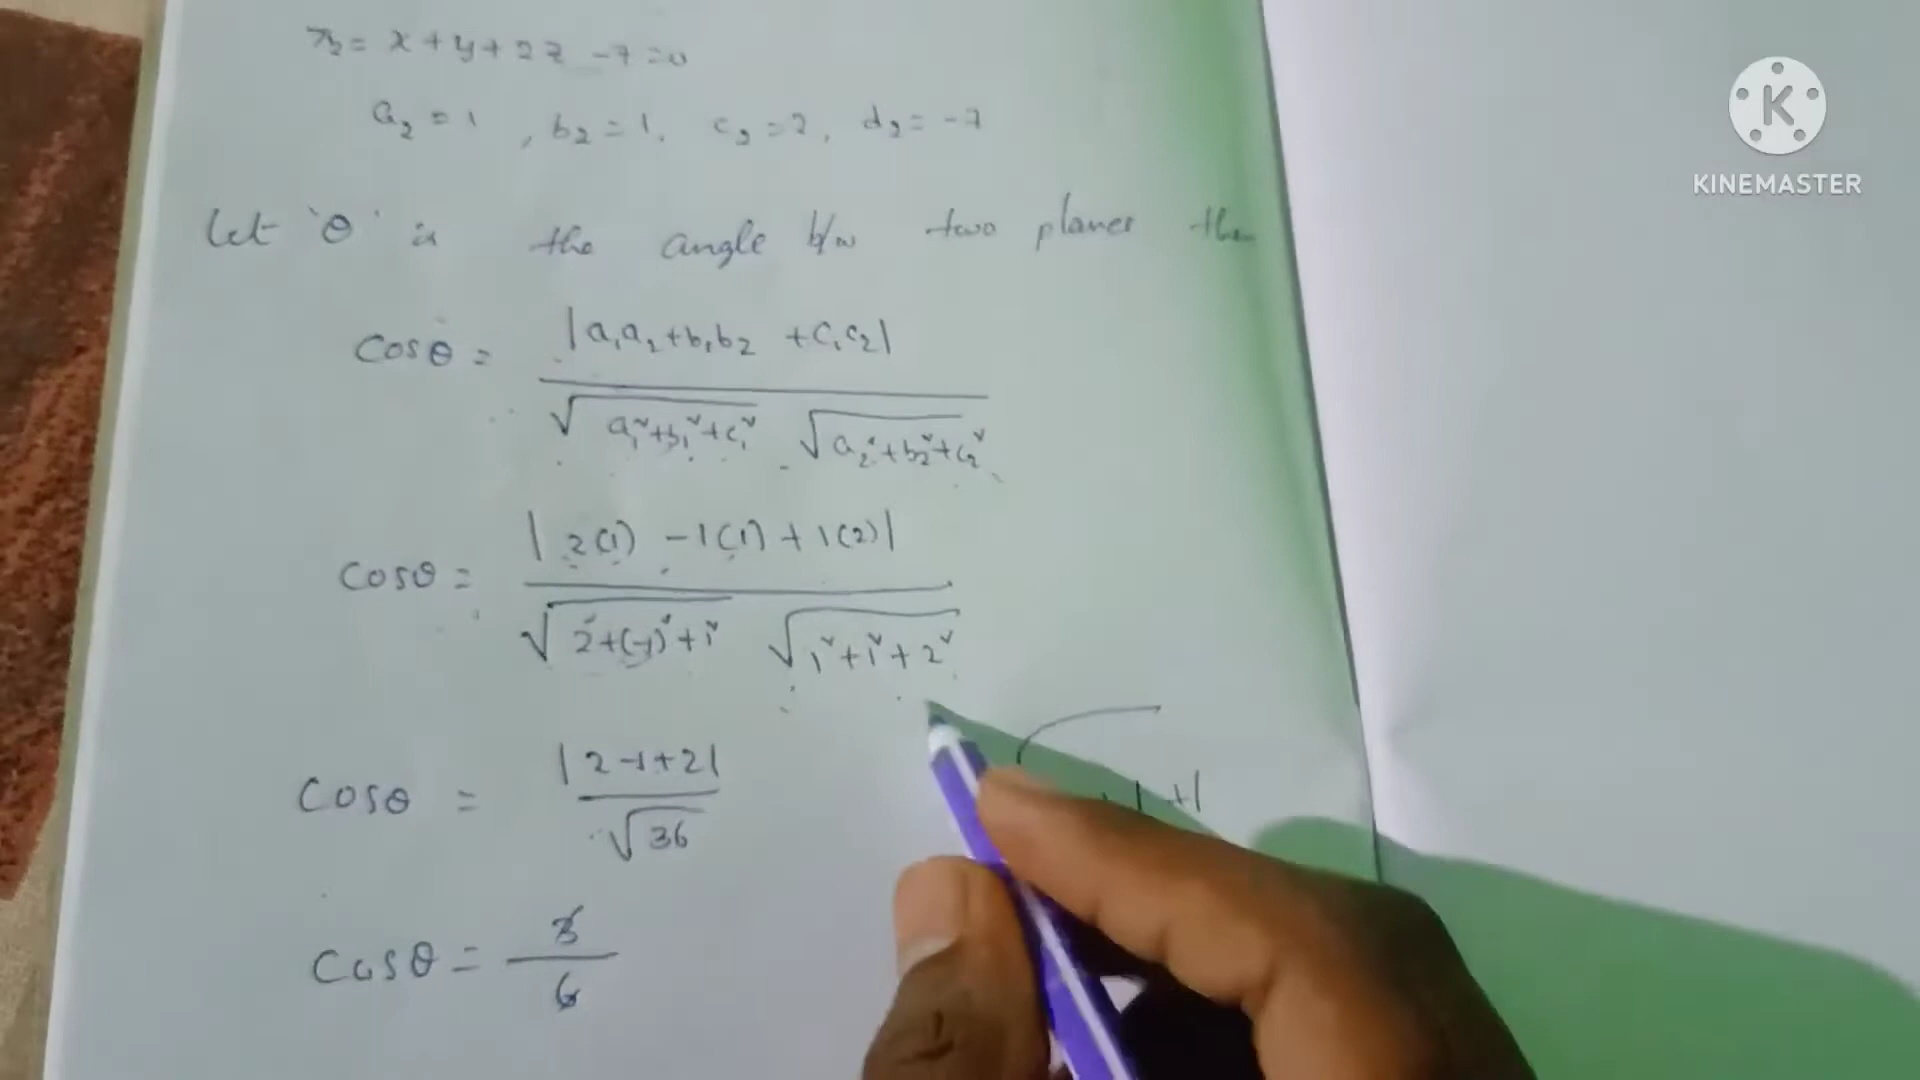 π₂ = x + y + 2z - 7 = 0
a₂ = 1, b₂ = 1, c₂ = 2, d₂ = -7
Let 'θ' is the angle b/w two planes then
cosθ = |a₁a₂ + b₁b₂ + c₁c₂| / √(a₁² + b₁² + c₁²) √(a₂² + b₂² + c₂²)
cosθ = |2(1) - 1(1) + 1(2)| / √(2² + (-1)² + 1²) √(1² + 1² + 2²)
cosθ = |2 - 1 + 2| / √36
cosθ = 3/6
KINEMASTER